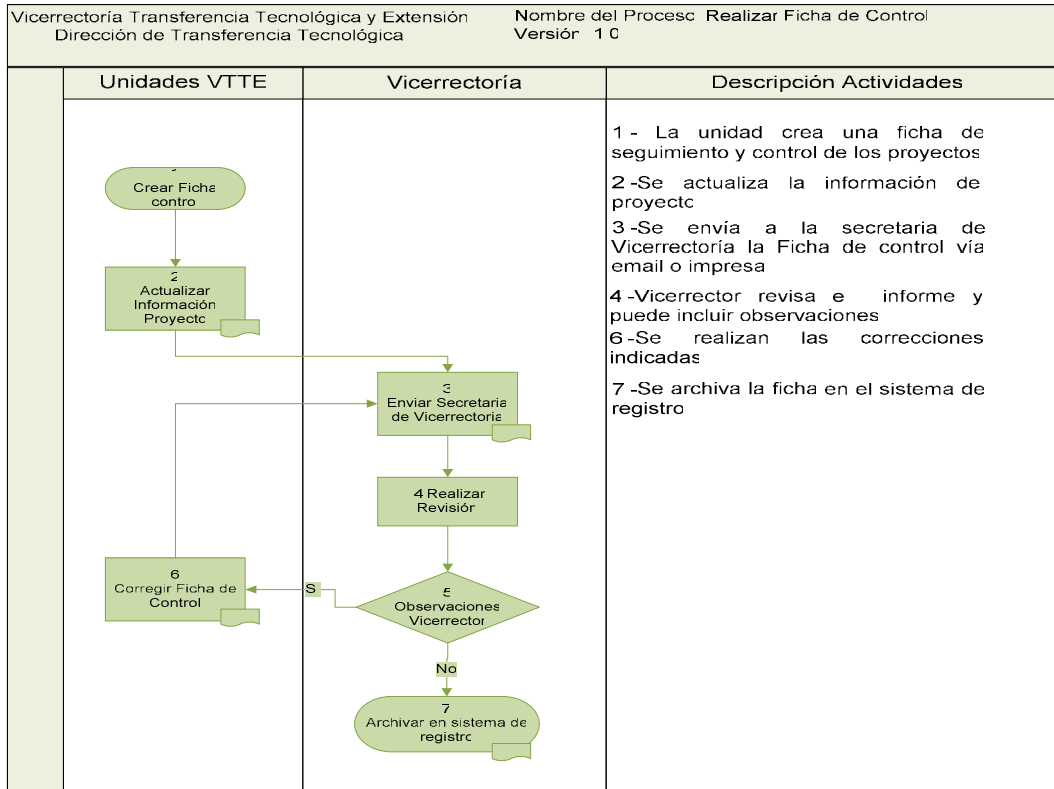 Vicerrectoría Transferencia Tecnológica y Extensión
Dirección de Transferencia Tecnológica
Nombre del Proceso Realizar Ficha de Control
Versión 1 0
Unidades VTTE
Vicerrectoría
Descripción Actividades
Crear Ficha
contro
2
Actualizar
Información
Proyecto
3
Enviar Secretaria
de Vicerrectoria
4 Realizar
Revisión
5
Observaciones
Vicerrector
S
No
6
Corregir Ficha de
Control
7
Archivar en sistema de
registro
1 - La unidad crea una ficha de
seguimiento y control de los proyectos
2 -Se actualiza la información de
proyecto
3 -Se envía a la secretaria de
Vicerrectoría la Ficha de control vía
email o impresa
4 -Vicerrector revisa e informe y
puede incluir observaciones
6 -Se realizan las correcciones
indicadas
7 -Se archiva la ficha en el sistema de
registro